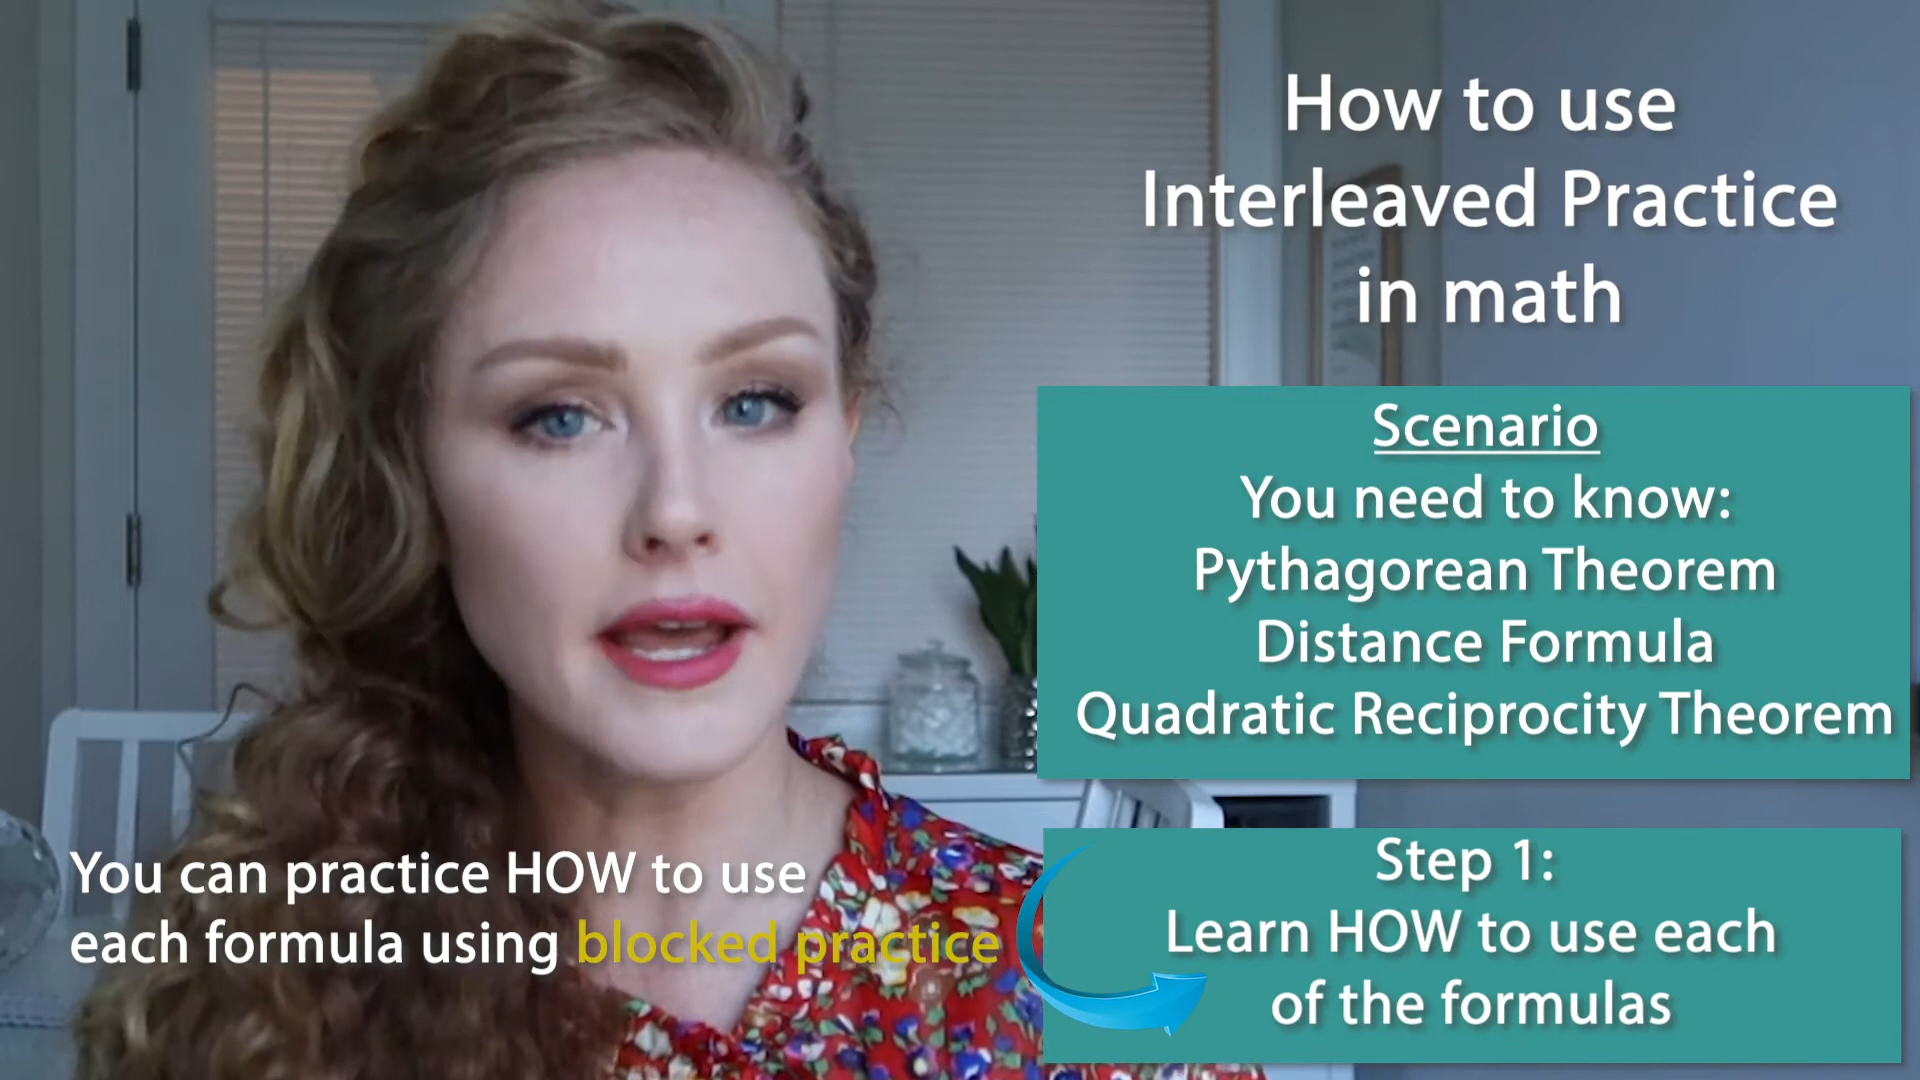 How to use
Interleaved Practice
in math
Scenario
You need to know:
Pythagorean Theorem
Distance Formula
Quadratic Reciprocity Theorem
You can practice HOW to use
each formula using blocked practice
Step 1:
Learn HOW to use each
of the formulas